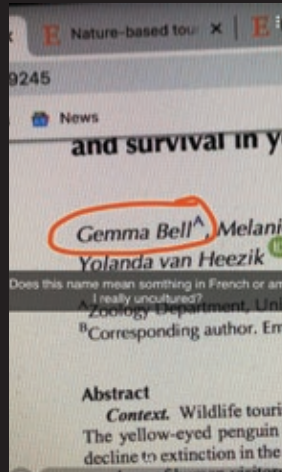 E Nature-based tou × E
9245
News
and survival in y
Gemma Bell^A, Melani
Yolanda van Heezik iD
Does this name mean somthing in French or am
I really uncultured?
^AZoology Department, Uni
^BCorresponding author. Em
Abstract
Context. Wildlife touri
The yellow-eyed penguin
decline to extinction in the